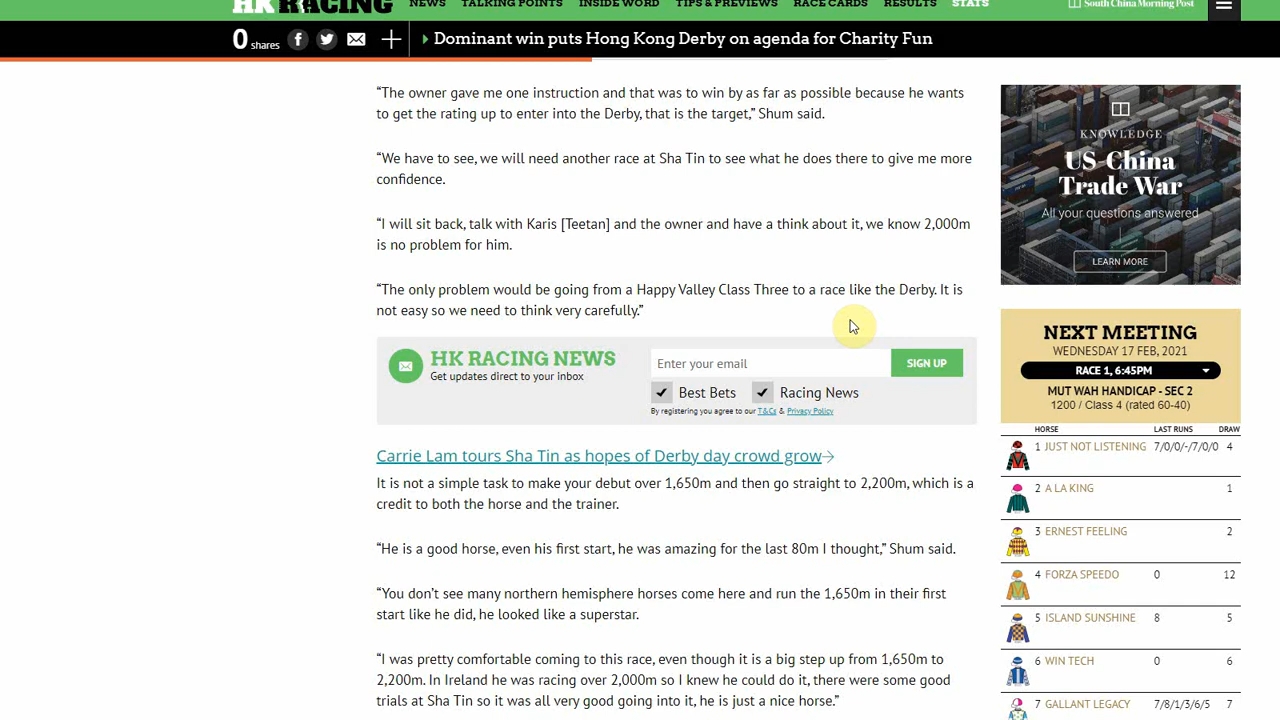 HK RACING NEWS TALKING POINTS INSIDE WORD TIPS & PREVIEWS RACE CARDS RESULTS STATS South China Morning Post
0 shares Dominant win puts Hong Kong Derby on agenda for Charity Fun
“The owner gave me one instruction and that was to win by as far as possible because he wants
to get the rating up to enter into the Derby, that is the target,” Shum said.
“We have to see, we will need another race at Sha Tin to see what he does there to give me more
confidence.
“I will sit back, talk with Karis [Teetan] and the owner and have a think about it, we know 2,000m
is no problem for him.
“The only problem would be going from a Happy Valley Class Three to a race like the Derby. It is
not easy so we need to think very carefully.”
HK RACING NEWS
Get updates direct to your inbox
Enter your email
SIGN UP
Best Bets Racing News
By registering you agree to our T&Cs & Privacy Policy
Carrie Lam tours Sha Tin as hopes of Derby day crowd grow
It is not a simple task to make your debut over 1,650m and then go straight to 2,200m, which is a
credit to both the horse and the trainer.
“He is a good horse, even his first start, he was amazing for the last 80m I thought,” Shum said.
“You don’t see many northern hemisphere horses come here and run the 1,650m in their first
start like he did, he looked like a superstar.
“I was pretty comfortable coming to this race, even though it is a big step up from 1,650m to
2,200m. In Ireland he was racing over 2,000m so I knew he could do it, there were some good
trials at Sha Tin so it was all very good going into it, he is just a nice horse.”
KNOWLEDGE
US-China
Trade War
All your questions answered
LEARN MORE
NEXT MEETING
WEDNESDAY 17 FEB, 2021
RACE 1, 6:45PM
MUT WAH HANDICAP - SEC 2
1200 / Class 4 (rated 60-40)
HORSE LAST RUNS DRAW
1 JUST NOT LISTENING 7/0/0/-/7/0/0 4
2 A LA KING 1
3 ERNEST FEELING 2
4 FORZA SPEEDO 0 12
5 ISLAND SUNSHINE 8 5
6 WIN TECH 0 6
7 GALLANT LEGACY 7/8/1/3/6/5 7